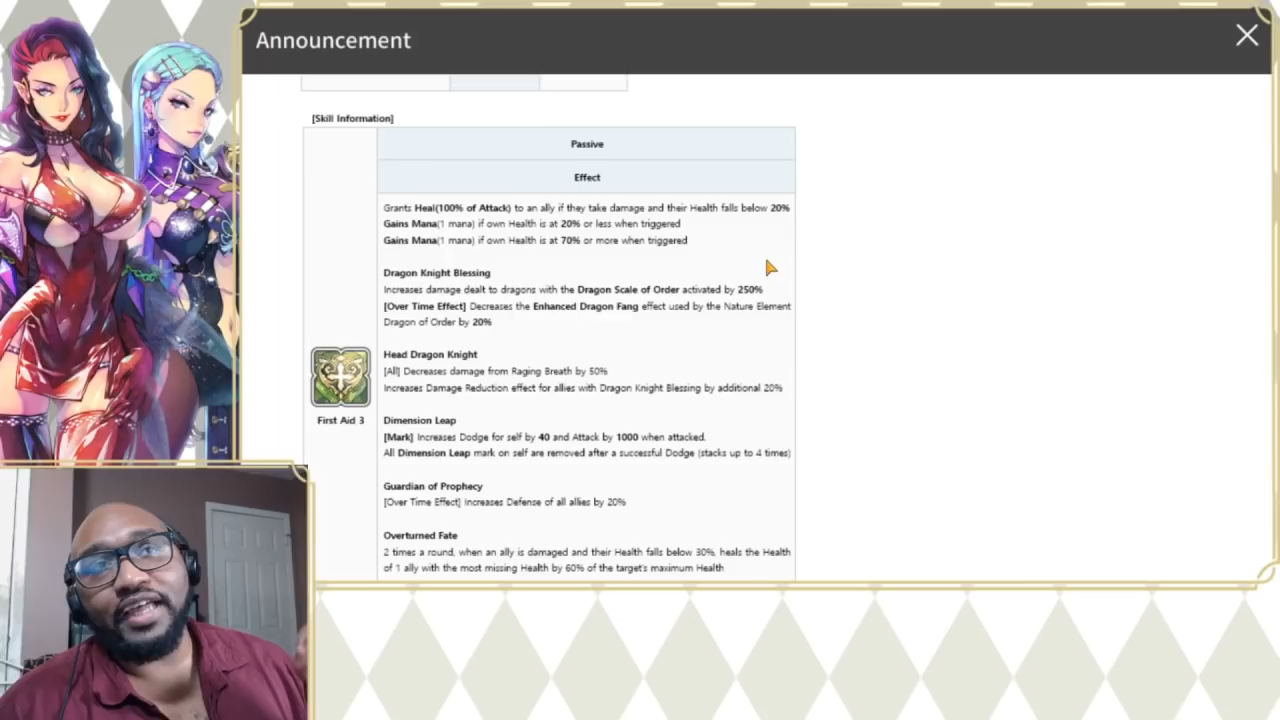 Announcement
[Skill Information]
Passive
Effect
Grants Heal(100% of Attack) to an ally if they take damage and their Health falls below 20%
Gains Mana(1 mana) if own Health is at 20% or less when triggered
Gains Mana(1 mana) if own Health is at 70% or more when triggered
Dragon Knight Blessing
Increases damage dealt to dragons with the Dragon Scale of Order activated by 250%
[Over Time Effect] Decreases the Enhanced Dragon Fang effect used by the Nature Element
Dragon of Order by 20%
Head Dragon Knight
[All] Decreases damage from Raging Breath by 50%
Increases Damage Reduction effect for allies with Dragon Knight Blessing by additional 20%
First Aid 3
Dimension Leap
[Mark] Increases Dodge for self by 40 and Attack by 1000 when attacked.
All Dimension Leap mark on self are removed after a successful Dodge (stacks up to 4 times)
Guardian of Prophecy
[Over Time Effect] Increases Defense of all allies by 20%
Overturned Fate
2 times a round, when an ally is damaged and their Health falls below 30%, heals the Health
of 1 ally with the most missing Health by 60% of the target's maximum Health